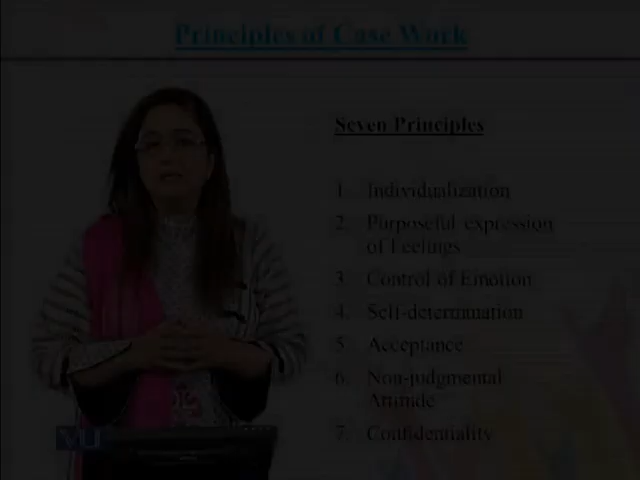 Principles of Case Work
Seven Principles
1. Individualization
2. Purposeful expression
of Feelings
3. Control of Emotion
4. Self-determination
5. Acceptance
6. Non-judgmental
Attitude
7. Confidentiality
VU